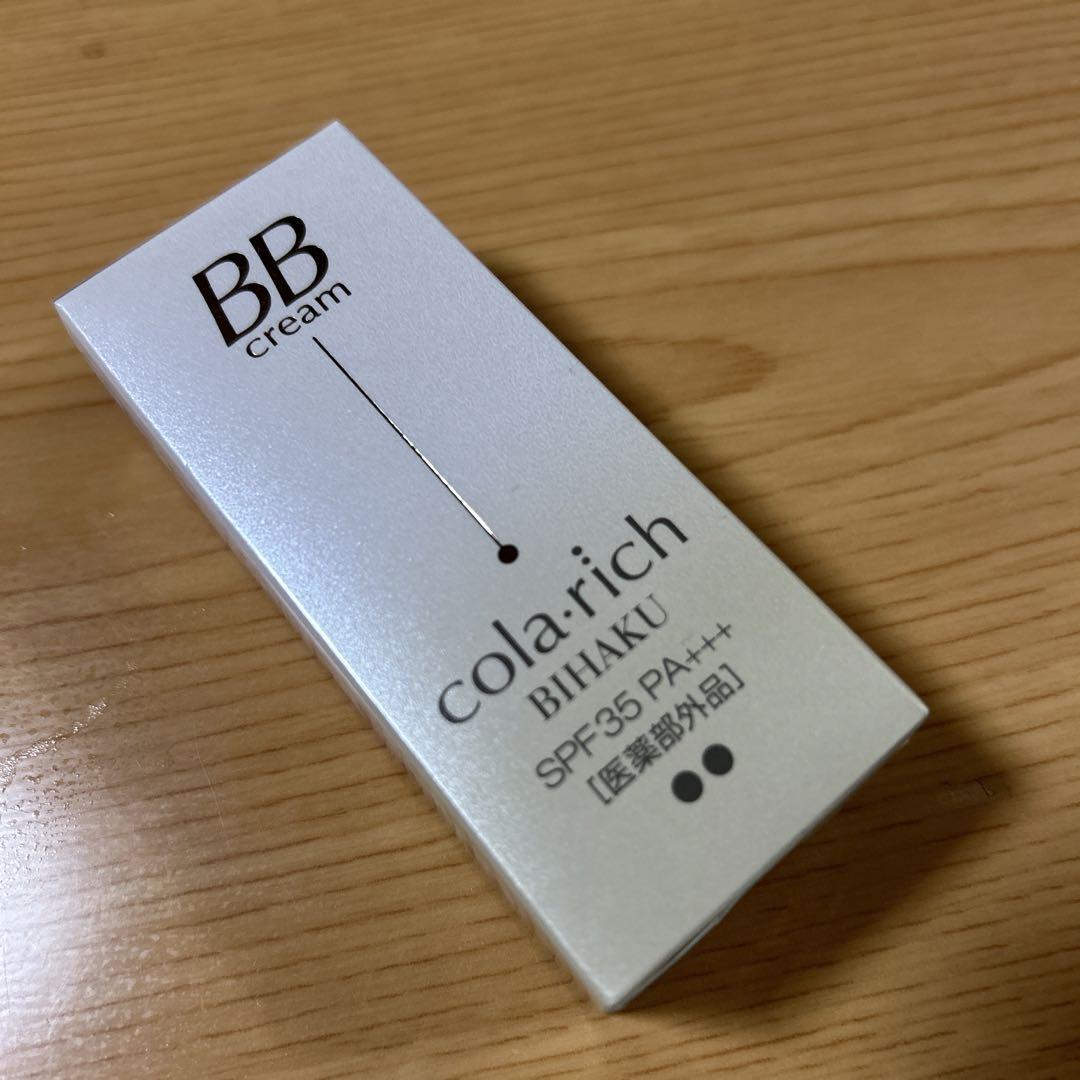 BB
cream
cola·rich
BIHAKU
SPF35 PA+++
[医薬部外品]